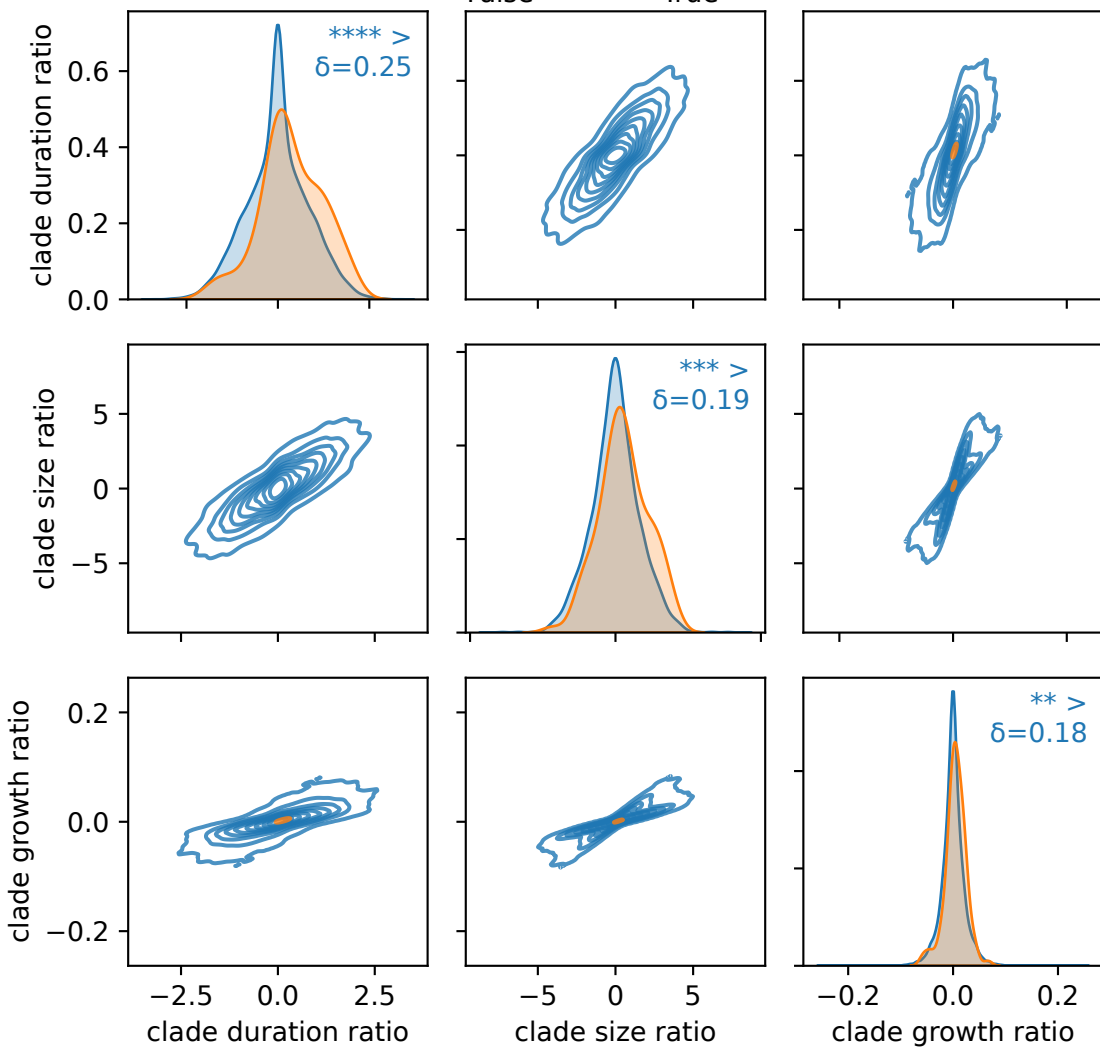 True
clade duration ratio
0.6
0.4
0.2
0.0
**** >
δ=0.25
clade size ratio
5
0
−5
*** >
δ=0.19
clade growth ratio
0.2
0.0
−0.2
** >
δ=0.18
−2.5 0.0 2.5
−5 0 5
−0.2 0.0 0.2
clade duration ratio
clade size ratio
clade growth ratio